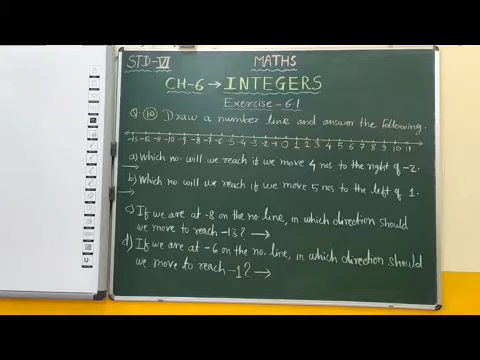 STD-VI MATHS
CH-6 → INTEGERS
Exercise-6.1
Q. 10 Draw a number line and answer the following.
-13 -12 -11 -10 -9 -8 -7 -6 -5 -4 -3 -2 -1 0 1 2 3 4 5 6 7 8 9 10 11
a) Which no. will we reach if we move 4 nos to the right of -2.
→
b) Which no will we reach if we move 5 nos to the left of 1.
→
c) If we are at -8 on the no line, in which direction should
we move to reach -13? →
d) If we are at -6 on the no. line, in which direction should
we move to reach -1? →